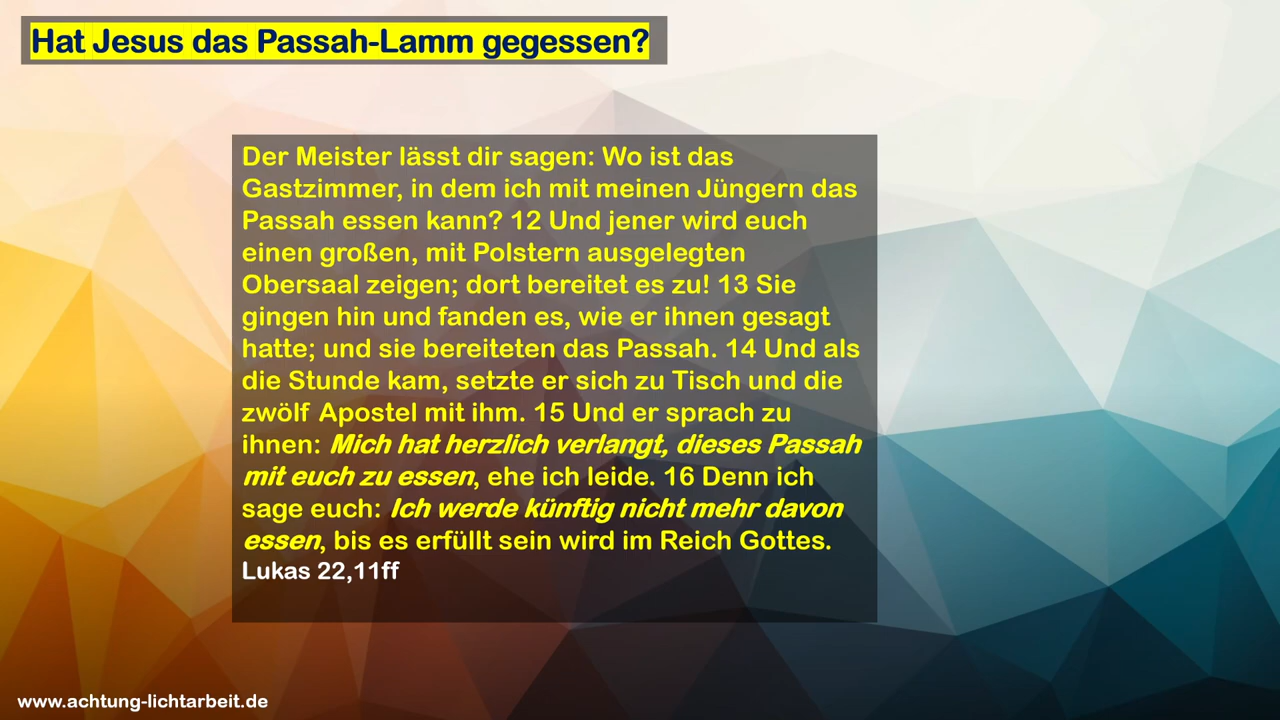 Hat Jesus das Passah-Lamm gegessen?
Der Meister lässt dir sagen: Wo ist das
Gastzimmer, in dem ich mit meinen Jüngern das
Passah essen kann? 12 Und jener wird euch
einen großen, mit Polstern ausgelegten
Obersaal zeigen; dort bereitet es zu! 13 Sie
gingen hin und fanden es, wie er ihnen gesagt
hatte; und sie bereiteten das Passah. 14 Und als
die Stunde kam, setzte er sich zu Tisch und die
zwölf Apostel mit ihm. 15 Und er sprach zu
ihnen: Mich hat herzlich verlangt, dieses Passah
mit euch zu essen, ehe ich leide. 16 Denn ich
sage euch: Ich werde künftig nicht mehr davon
essen, bis es erfüllt sein wird im Reich Gottes.
Lukas 22,11ff
www.achtung-lichtarbeit.de